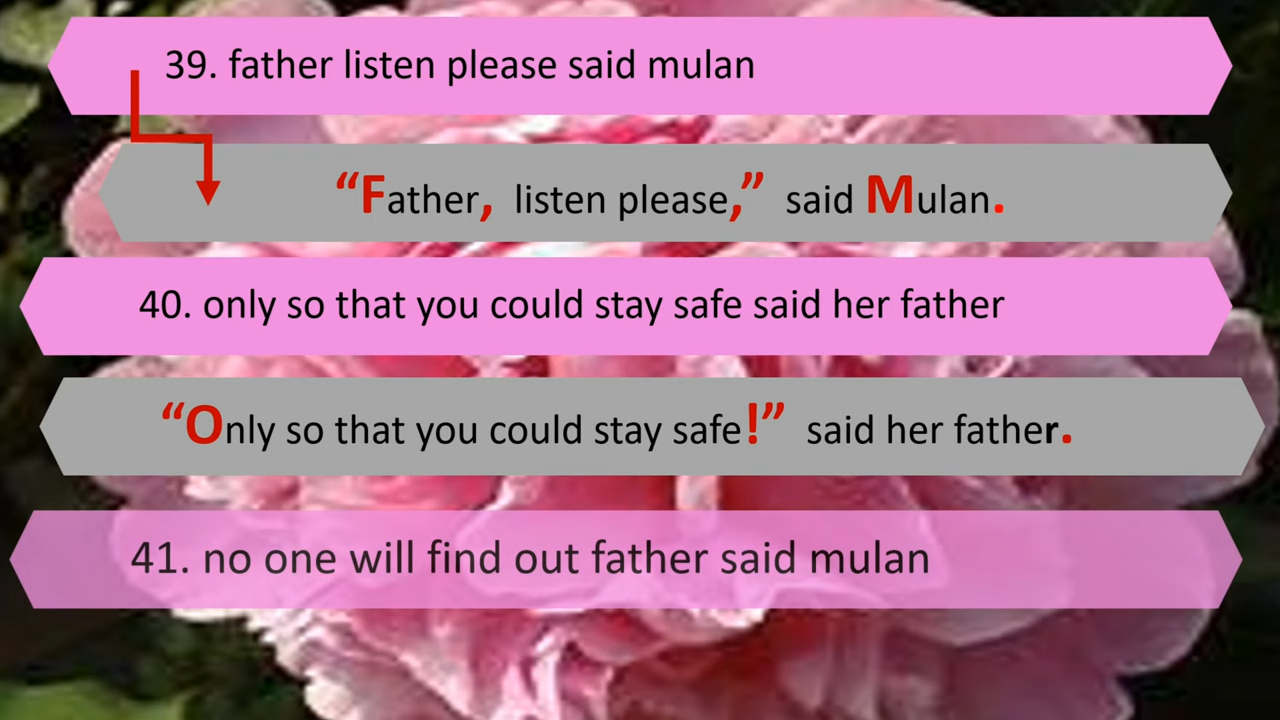 39. father listen please said mulan
“Father, listen please,” said Mulan.
40. only so that you could stay safe said her father
“Only so that you could stay safe!” said her father.
41. no one will find out father said mulan